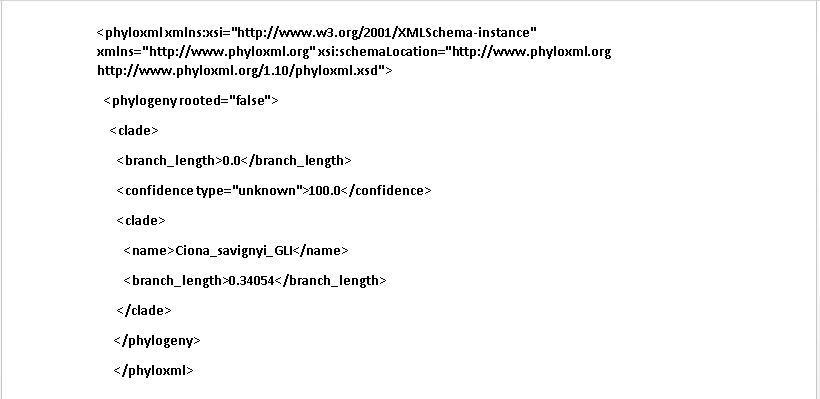 <phyloxml xmlns:xsi="http://www.w3.org/2001/XMLSchema-instance"
xmlns="http://www.phyloxml.org" xsi:schemaLocation="http://www.phyloxml.org
http://www.phyloxml.org/1.10/phyloxml.xsd">
<phylogeny rooted="false">
<clade>
<branch_length>0.0</branch_length>
<confidence type="unknown">100.0</confidence>
<clade>
<name>Ciona_savignyi_GLI</name>
<branch_length>0.34054</branch_length>
</clade>
</phylogeny>
</phyloxml>